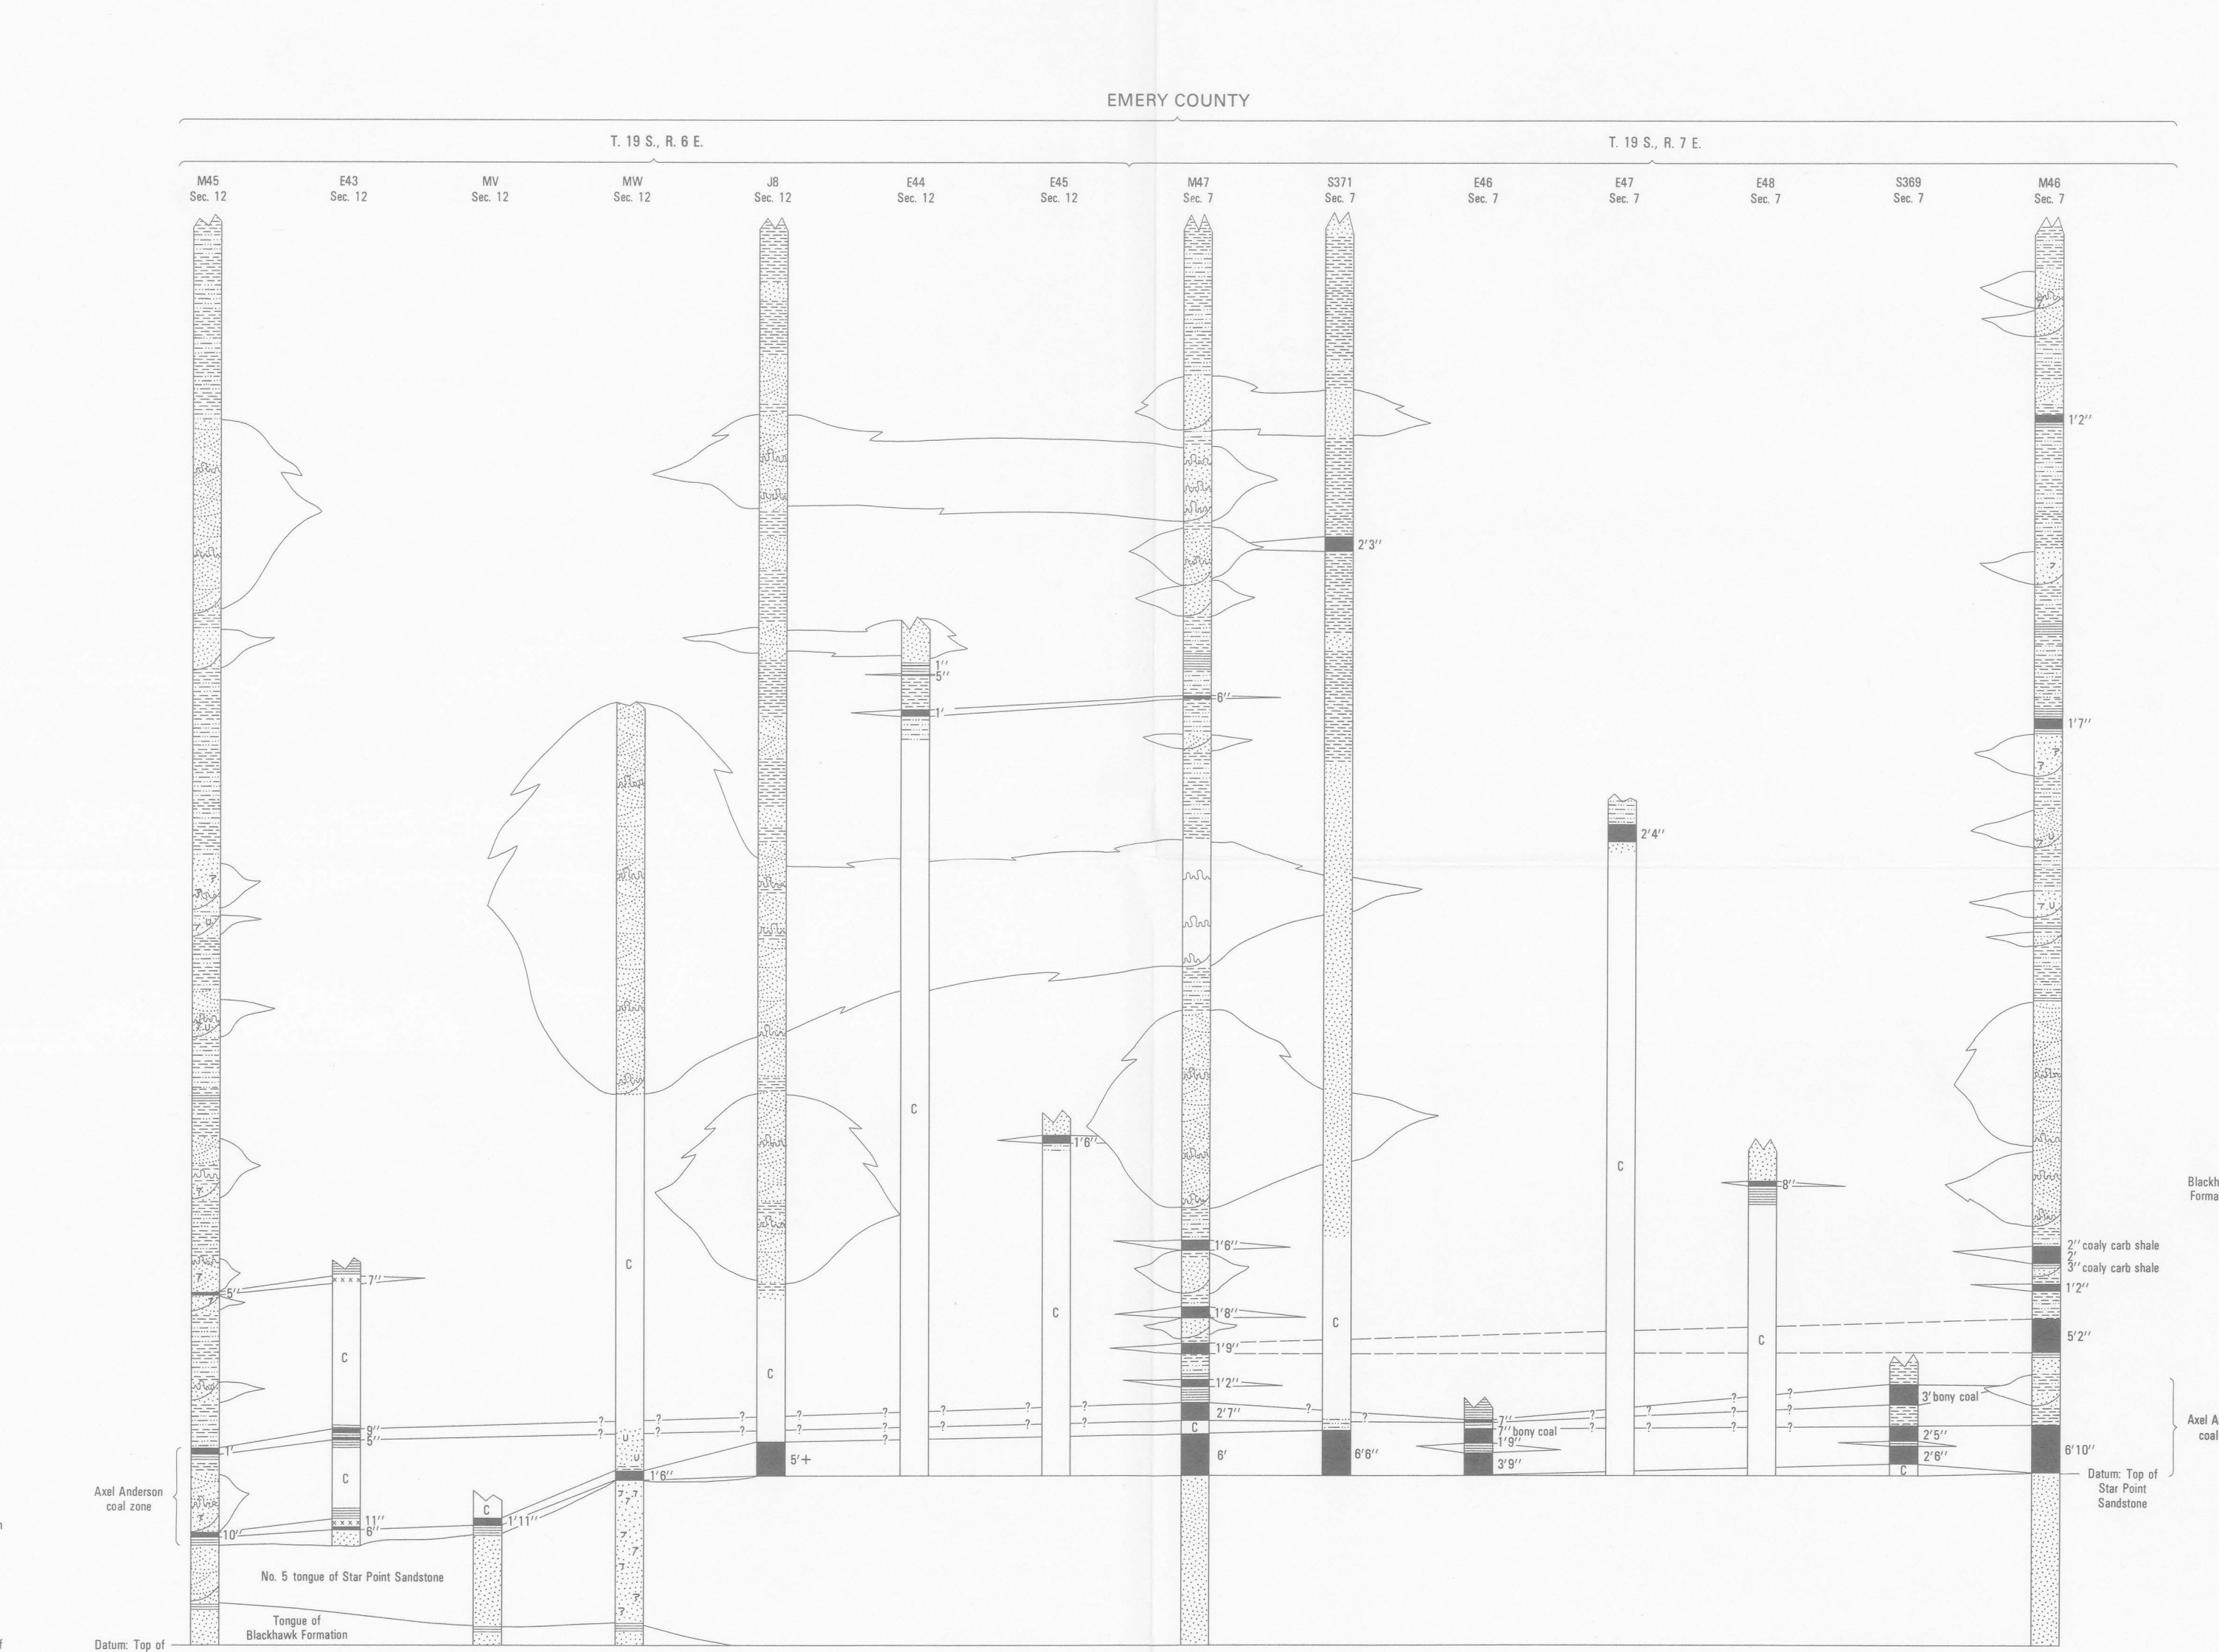 EMERY COUNTY
T. 19 S., R. 6 E.
T. 19 S., R. 7 E.
M45
Sec. 12
E43
Sec. 12
MV
Sec. 12
MW
Sec. 12
J8
Sec. 12
E44
Sec. 12
E45
Sec. 12
M47
Sec. 7
S371
Sec. 7
E46
Sec. 7
E47
Sec. 7
E48
Sec. 7
S369
Sec. 7
M46
Sec. 7
1'2''
2'3''
1''
5''
6''
1'
1'7''
2'4''
C
1'6''
C
8''
Blackh
Forma
1'6''
2'' coaly carb shale
2'
3'' coaly carb shale
C
7''
5''
1'2''
1'8''
C
C
C
5'2''
1'9''
C
C
1'2''
3' bony coal
2'7''
? ? ? ? ? ? ? ? ? ? ?
9''
5''
1'
C
7''
7'' bony coal
1'9''
2'5''
Axel A
coal
U
U
5'+
6'
6'6''
3'9''
2'6''
C
6'10''
C
1'6''
Datum: Top of
Star Point
Sandstone
Axel Anderson
coal zone
C
1'11''
11''
6''
10''
No. 5 tongue of Star Point Sandstone
Tongue of
Blackhawk Formation
Datum: Top of